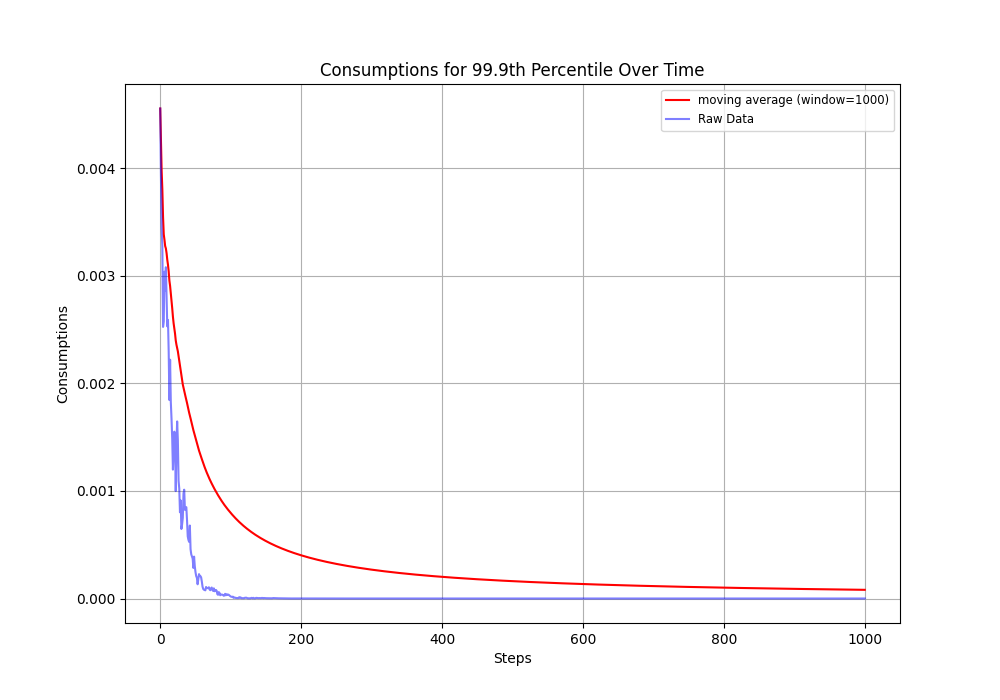 Consumptions for 99.9th Percentile Over Time
moving average (window=1000)
Raw Data
0.004
0.003
0.002
0.001
0.000
Consumptions
0 200 400 600 800 1000
Steps